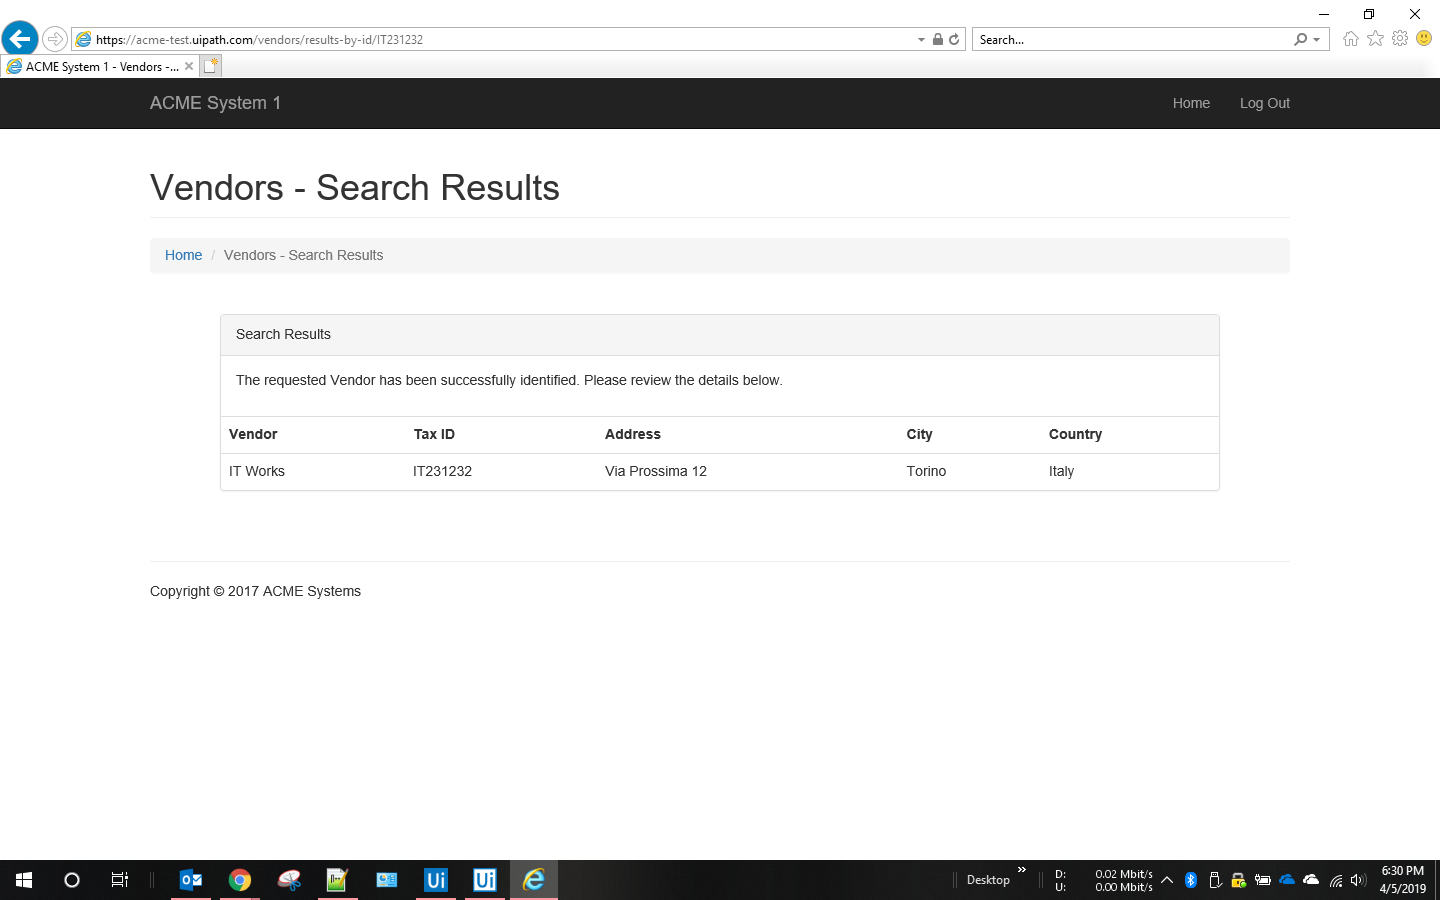 https://acme-test.uipath.com/vendors/results-by-id/IT231232
Search...
ACME System 1 - Vendors -...
ACME System 1
Home
Log Out
Vendors - Search Results
Home / Vendors - Search Results
Search Results
The requested Vendor has been successfully identified. Please review the details below.
Vendor Tax ID Address City Country
IT Works IT231232 Via Prossima 12 Torino Italy
Copyright © 2017 ACME Systems
Ui
Ui
Desktop
D: 0.02 Mbit/s
U: 0.00 Mbit/s
6:30 PM
4/5/2019